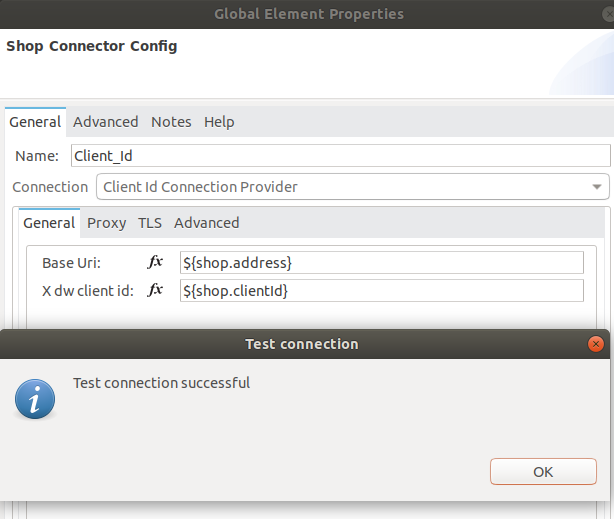 Global Element Properties
Shop Connector Config
General Advanced Notes Help
Name: Client_Id
Connection Client Id Connection Provider
General Proxy TLS Advanced
Base Uri: fx ${shop.address}
X dw client id: fx ${shop.clientId}
Test connection
i Test connection successful
OK